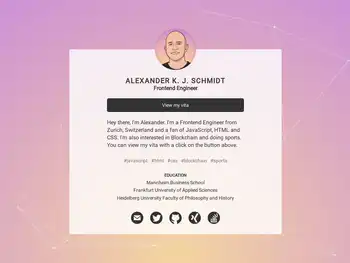 ALEXANDER K. J. SCHMIDT
Frontend Engineer
View my vita
Hey there, I'm Alexander. I'm a Frontend Engineer from
Zurich, Switzerland and a fan of JavaScript, HTML and
CSS. I'm also interested in Blockchain and doing sports.
You can view my vita with a click on the button above.
#javascript #html #css #blockchain #sports
EDUCATION
Mannheim Business School
Frankfurt University of Applied Sciences
Heidelberg University Faculty of Philosophy and History